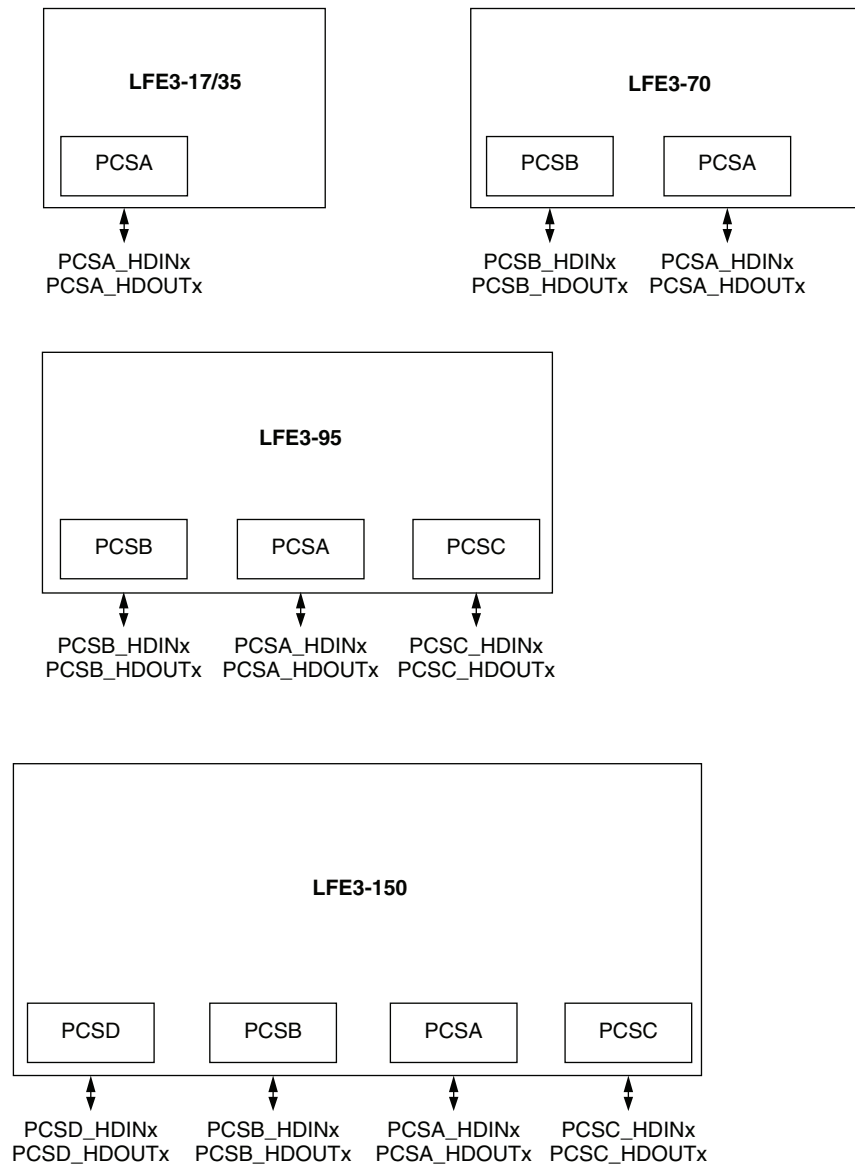 LFE3-17/35
PCSA
PCSA_HDINx
PCSA_HDOUTx
LFE3-70
PCSB
PCSA
PCSB_HDINx
PCSB_HDOUTx
PCSA_HDINx
PCSA_HDOUTx
LFE3-95
PCSB
PCSA
PCSC
PCSB_HDINx
PCSB_HDOUTx
PCSA_HDINx
PCSA_HDOUTx
PCSC_HDINx
PCSC_HDOUTx
LFE3-150
PCSD
PCSB
PCSA
PCSC
PCSD_HDINx
PCSD_HDOUTx
PCSB_HDINx
PCSB_HDOUTx
PCSA_HDINx
PCSA_HDOUTx
PCSC_HDINx
PCSC_HDOUTx